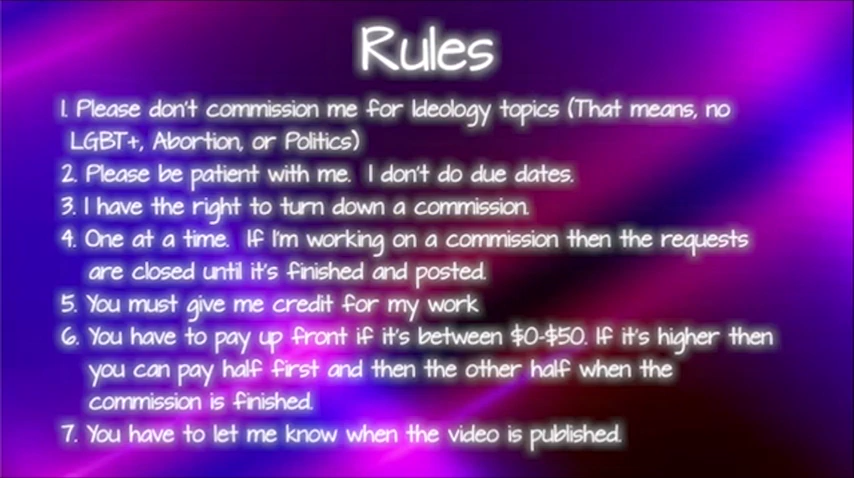 Rules
1. Please don't commission me for Ideology topics (That means, no
LGBT+, Abortion, or Politics)
2. Please be patient with me. I don't do due dates.
3. I have the right to turn down a commission.
4. One at a time. If I'm working on a commission then the requests
are closed until it's finished and posted.
5. You must give me credit for my work
6. You have to pay up front if it's between $0-$50. If it's higher then
you can pay half first and then the other half when the
commission is finished.
7. You have to let me know when the video is published.